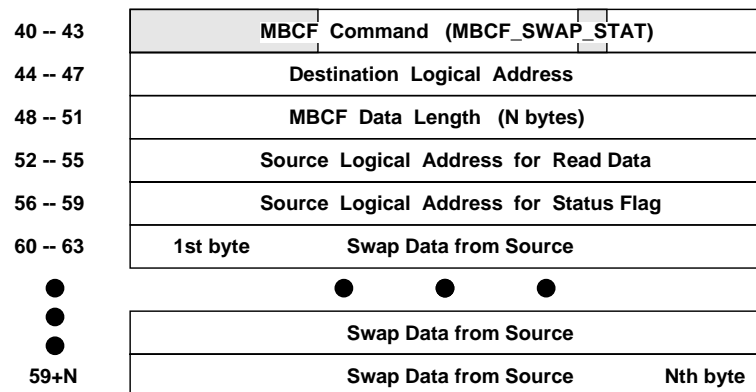 40 -- 43 MBCF Command (MBCF_SWAP_STAT)
44 -- 47 Destination Logical Address
48 -- 51 MBCF Data Length (N bytes)
52 -- 55 Source Logical Address for Read Data
56 -- 59 Source Logical Address for Status Flag
60 -- 63 1st byte Swap Data from Source
Swap Data from Source
59+N Swap Data from Source Nth byte